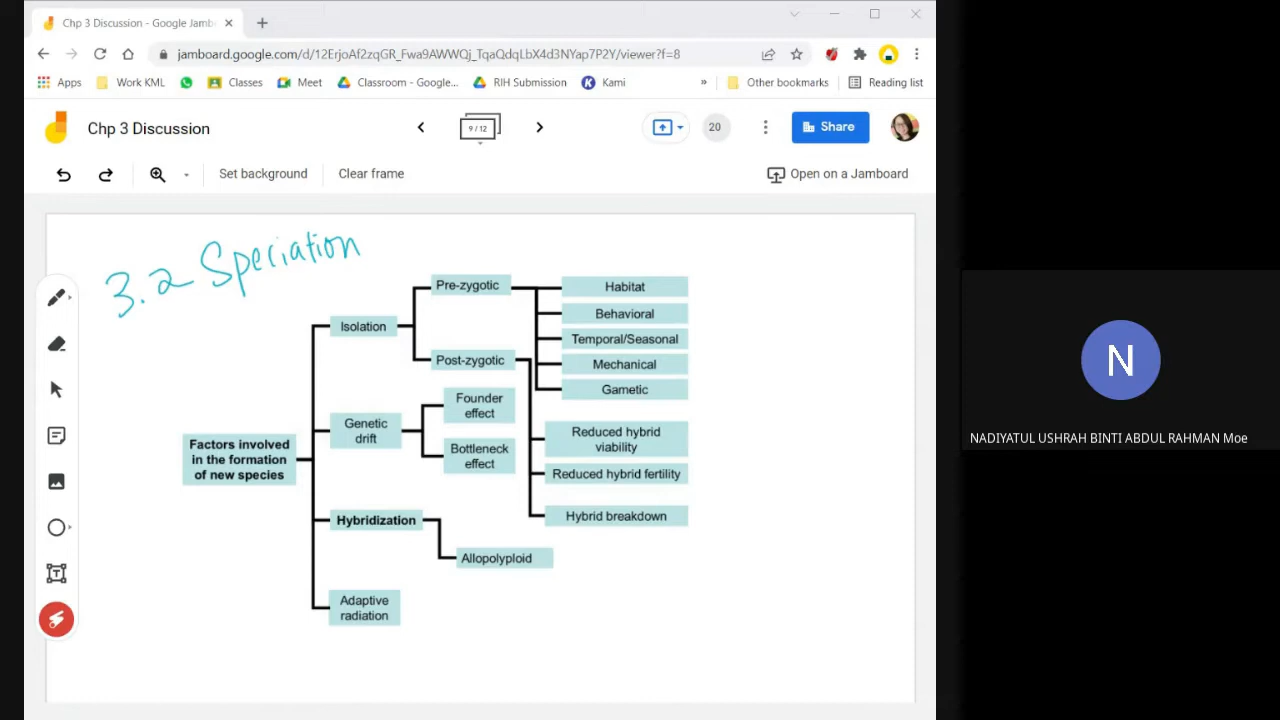 Chp 3 Discussion - Google Jamb
jamboard.google.com/d/12ErjoAf2zqGR_Fwa9AWWQj_TqaQdqLbX4d3NYap7P2Y/viewer?f=8
Apps
Work KML
Classes
Meet
Classroom - Google...
RIH Submission
Kami
»
Other bookmarks
Reading list
Chp 3 Discussion
9 / 12
20
Share
Set background
Clear frame
Open on a Jamboard
3.2 Speciation
Factors involved
in the formation
of new species
Isolation
Pre-zygotic
Habitat
Behavioral
Temporal/Seasonal
Mechanical
Gametic
Post-zygotic
Reduced hybrid
viability
Reduced hybrid fertility
Hybrid breakdown
Genetic
drift
Founder
effect
Bottleneck
effect
Hybridization
Allopolyploid
Adaptive
radiation
N
NADIYATUL USHRAH BINTI ABDUL RAHMAN Moe